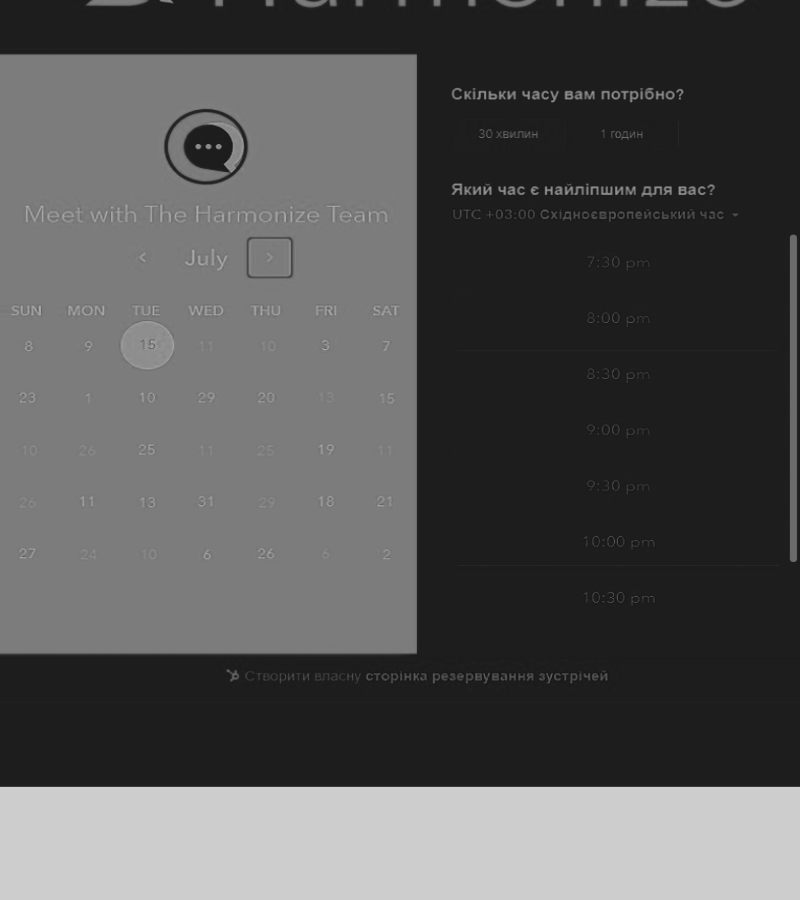 Harmonize
Meet with The Harmonize Team
July
SUN MON TUE WED THU FRI SAT
8 9 15 11 10 3 7
23 1 10 29 20 13 15
10 26 25 11 25 19 11
26 11 13 31 29 18 21
27 24 10 6 26 6 2
Скільки часу вам потрібно?
30 хвилин 1 годин
Який час є найліпшим для вас?
UTC +03:00 Східноєвропейський час
7:30 pm
8:00 pm
8:30 pm
9:00 pm
9:30 pm
10:00 pm
10:30 pm
Створити власну сторінка резервування зустрічей